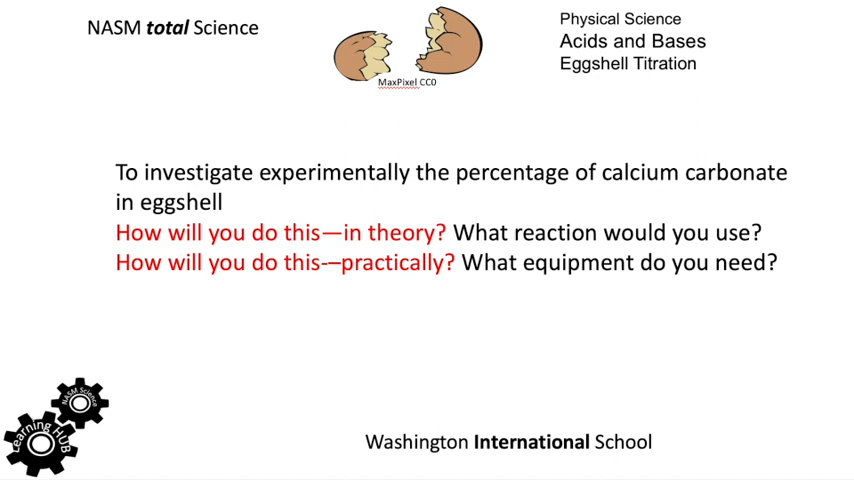 NASM total Science
MaxPixel CC0
Physical Science
Acids and Bases
Eggshell Titration
To investigate experimentally the percentage of calcium carbonate
in eggshell
How will you do this—in theory? What reaction would you use?
How will you do this-–practically? What equipment do you need?
NASM Science
Learning HUB
Washington International School